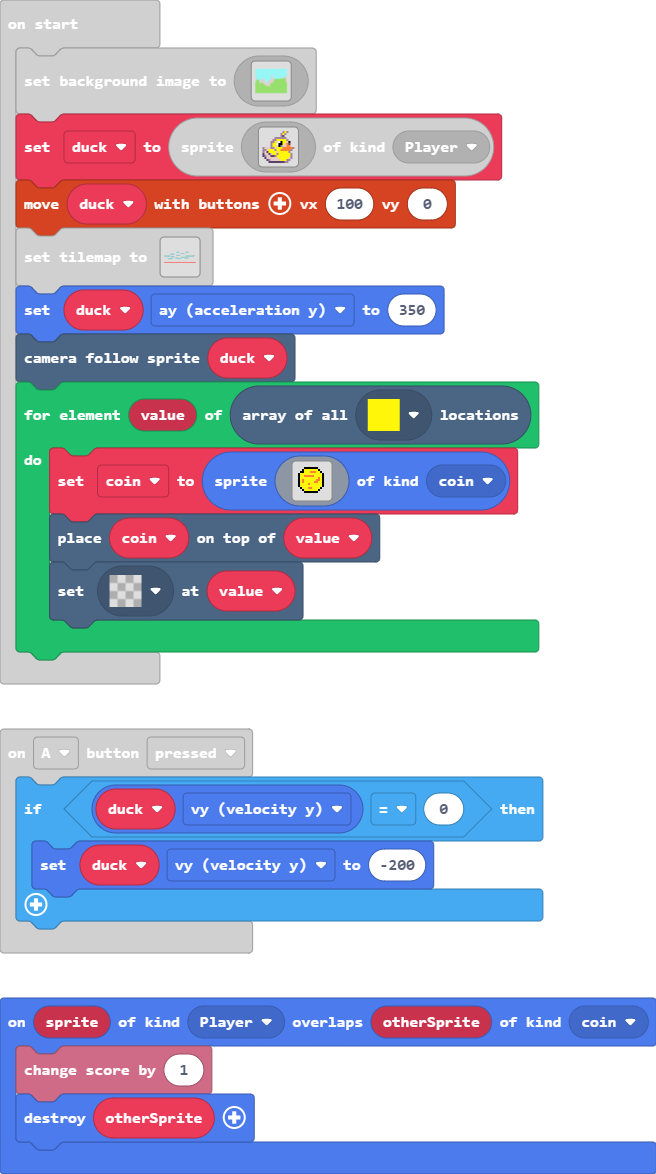 on start
set background image to
set duck to sprite of kind Player
move duck with buttons vx 100 vy 0
set tilemap to
set duck ay (acceleration y) to 350
camera follow sprite duck
for element value of array of all locations
do
set coin to sprite of kind coin
place coin on top of value
set at value
on A button pressed
if duck vy (velocity y) = 0 then
set duck vy (velocity y) to -200
on sprite of kind Player overlaps otherSprite of kind coin
change score by 1
destroy otherSprite